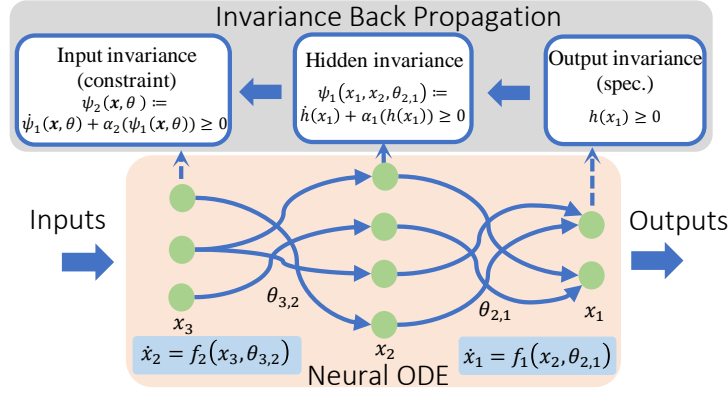 Invariance Back Propagation
Input invariance
(constraint)
ψ₂(𝒙, θ) ≔
ψ̇₁(𝒙, θ) + α₂(ψ₁(𝒙, θ)) ≥ 0
Hidden invariance
ψ₁(x₁, x₂, θ₂,₁) ≔
ḣ(x₁) + α₁(h(x₁)) ≥ 0
Output invariance
(spec.)
h(x₁) ≥ 0
Inputs
Outputs
θ₃,₂
θ₂,₁
x₃
x₂
x₁
ẋ₂ = f₂(x₃, θ₃,₂)
ẋ₁ = f₁(x₂, θ₂,₁)
Neural ODE